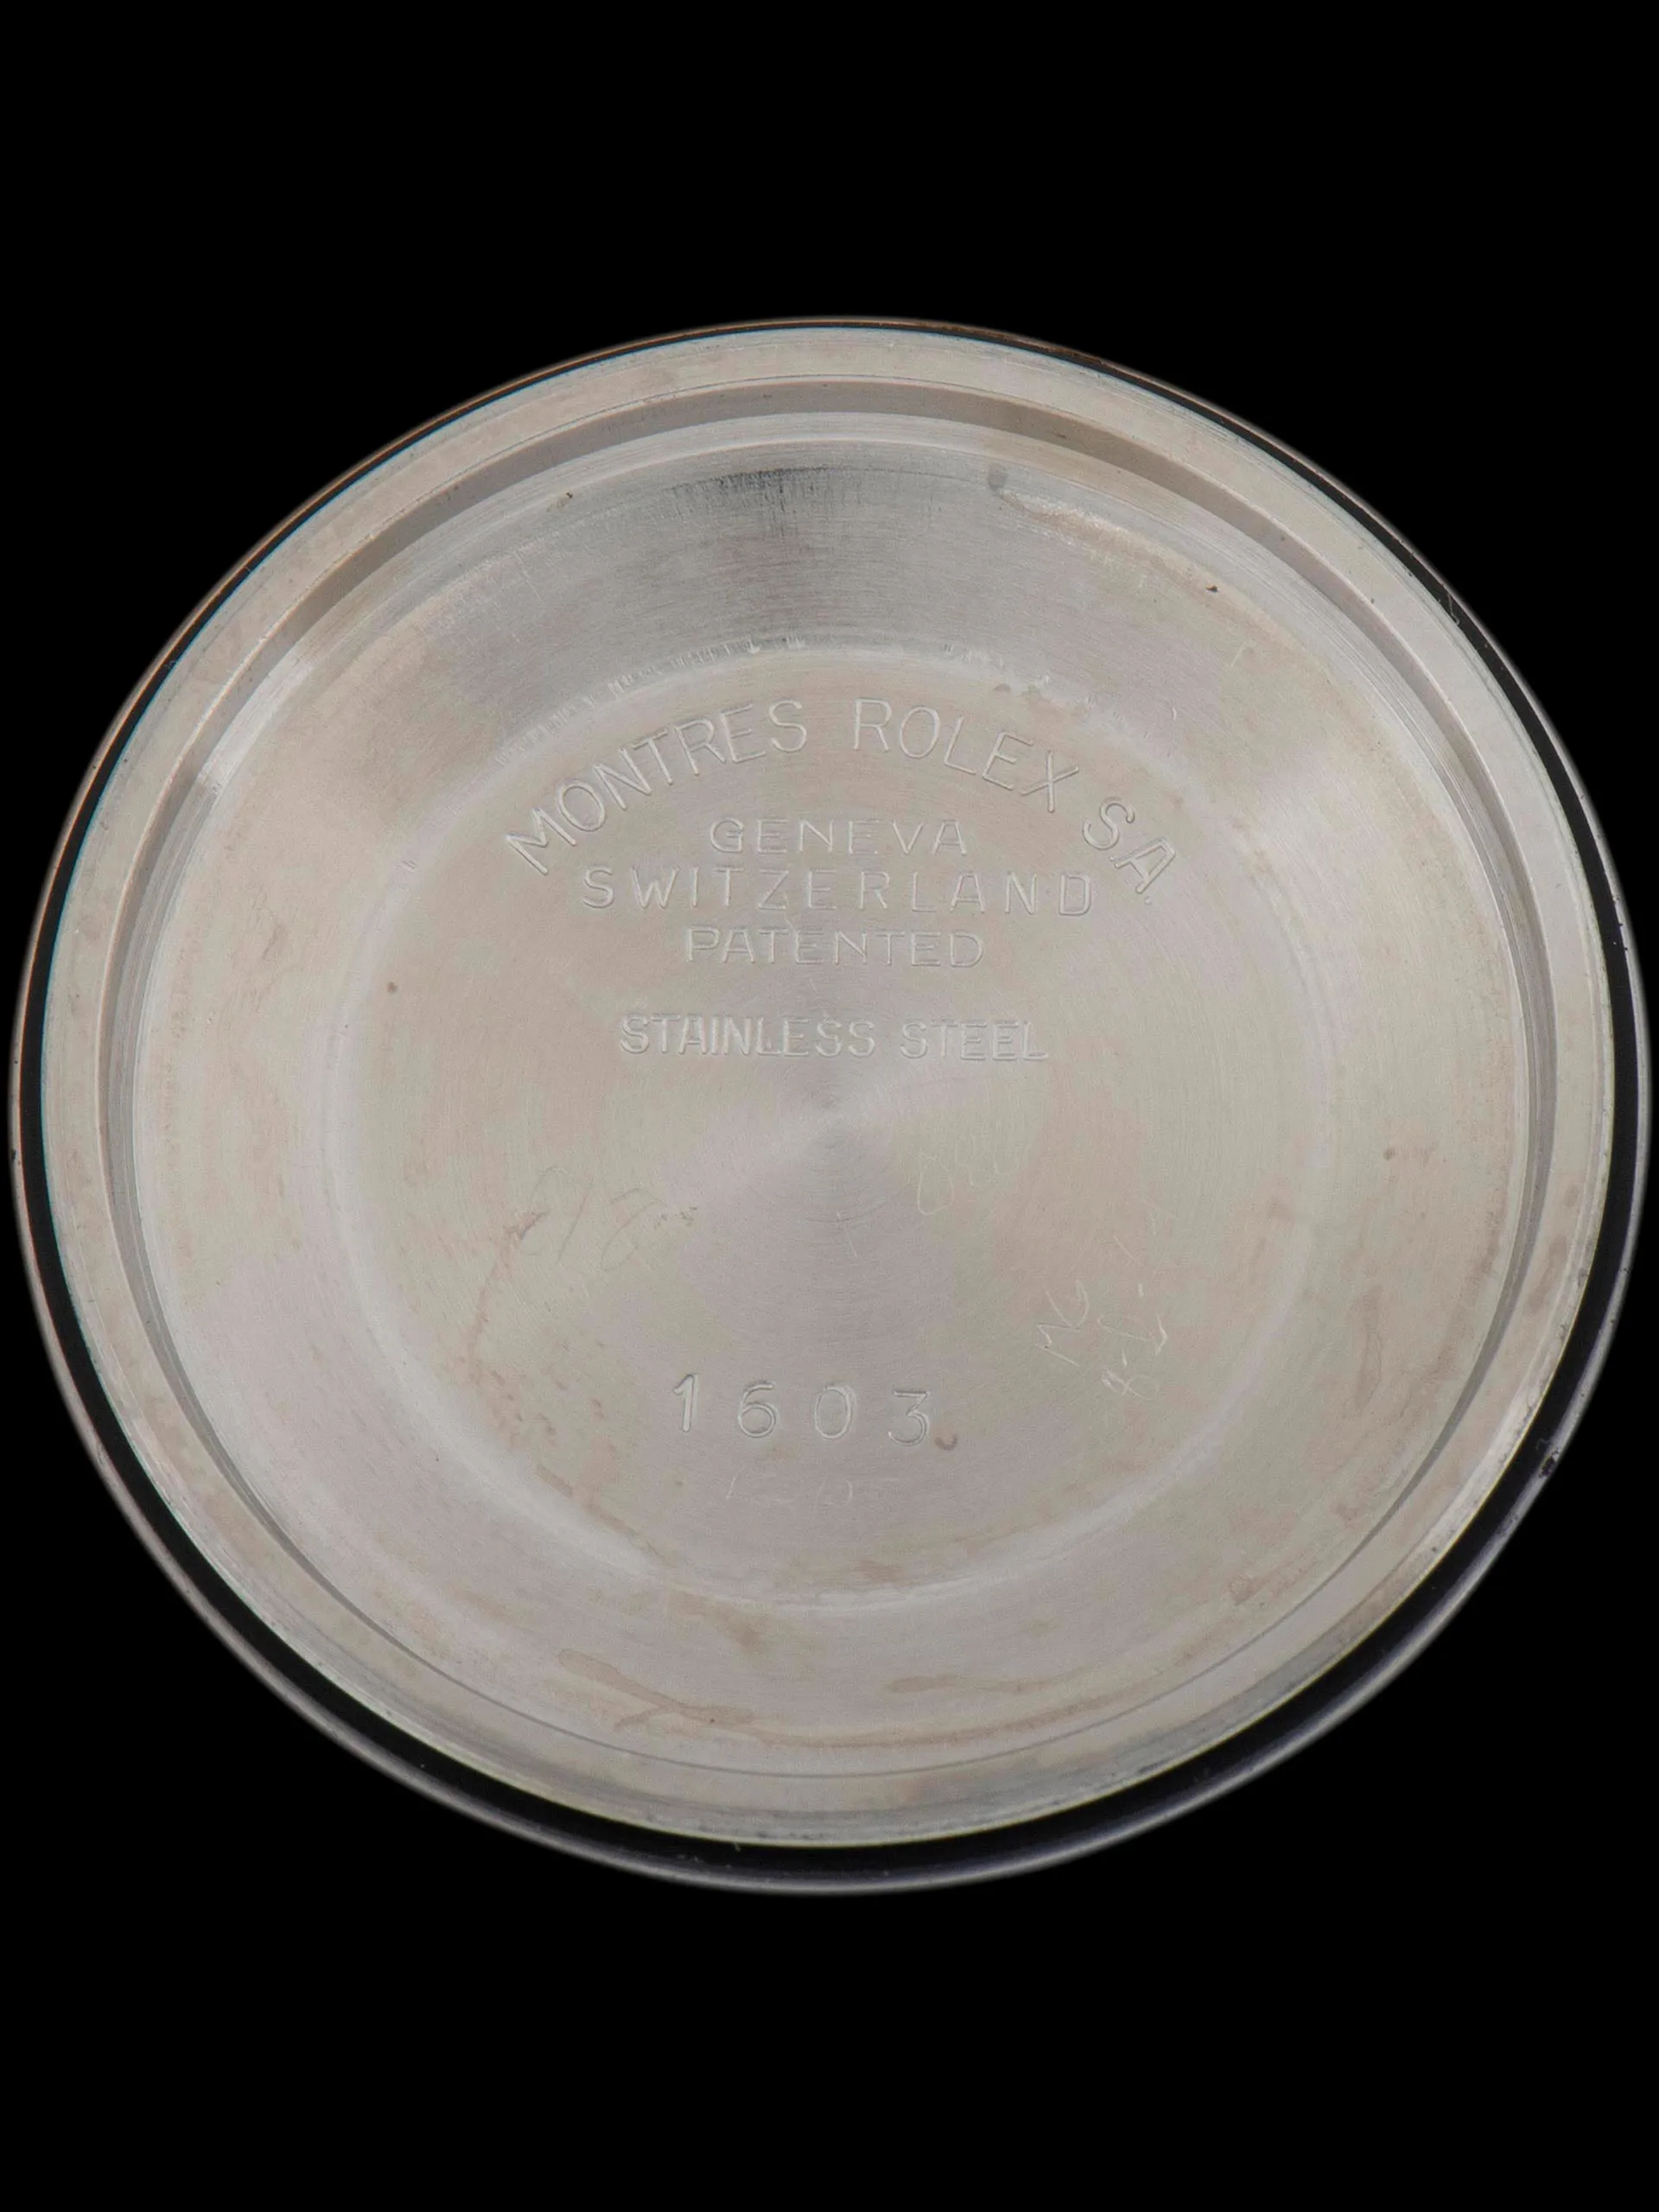 MONTRES ROLEX S.A.
GENEVA
SWITZERLAND
PATENTED
STAINLESS STEEL
1603